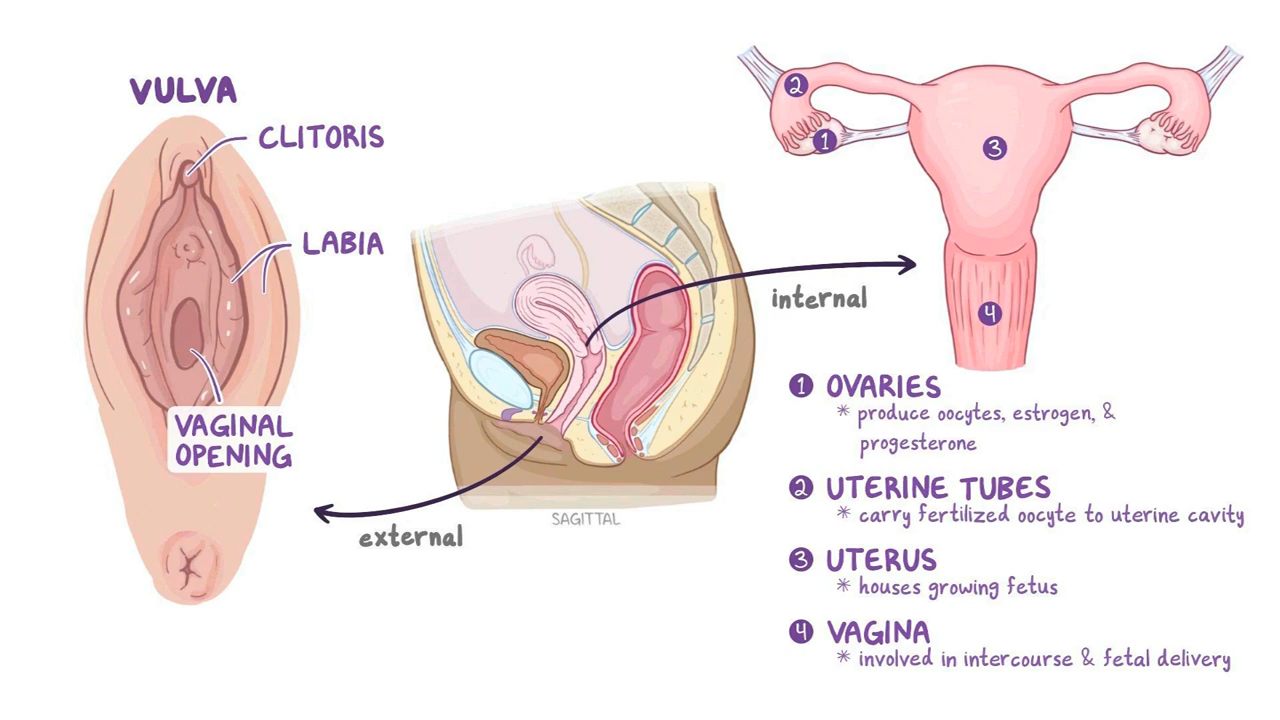 VULVA
CLITORIS
LABIA
VAGINAL
OPENING
external
SAGITTAL
internal
2
1
3
4
1 OVARIES
* produce oocytes, estrogen, &
progesterone
2 UTERINE TUBES
* carry fertilized oocyte to uterine cavity
3 UTERUS
* houses growing fetus
4 VAGINA
* involved in intercourse & fetal delivery